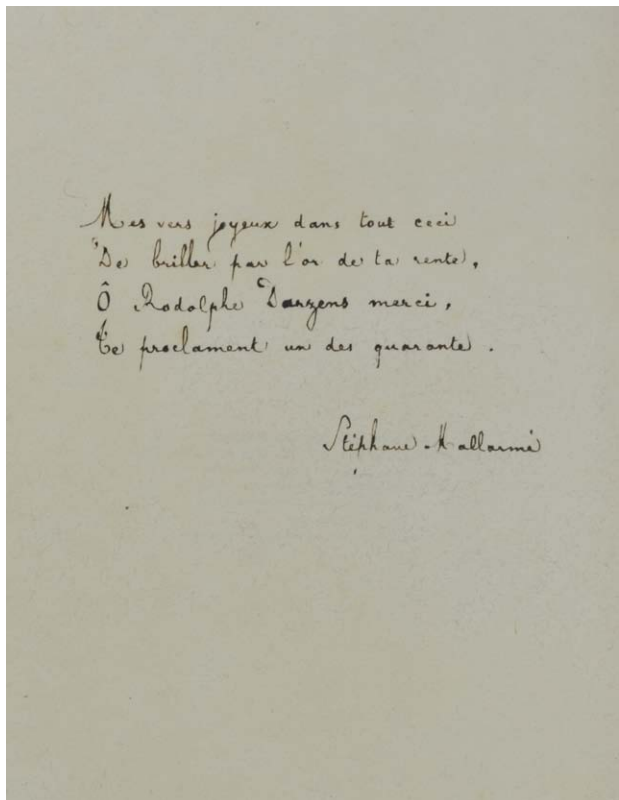 Mes vers joyeux dans tout ceci
De briller par l'or de ta rente,
Ô Rodolphe Darzens merci,
Te proclament un des quarante.
Stéphane Mallarmé